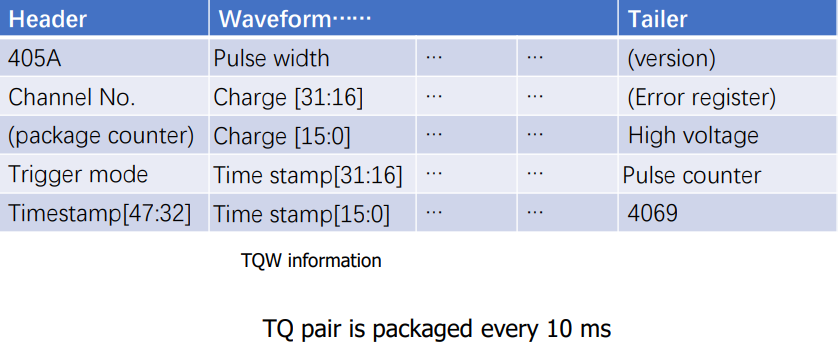 Header Waveform…… Tailer
405A Pulse width … … (version)
Channel No. Charge [31:16] … … (Error register)
(package counter) Charge [15:0] … … High voltage
Trigger mode Time stamp[31:16] … … Pulse counter
Timestamp[47:32] Time stamp[15:0] … … 4069
TQW information
TQ pair is packaged every 10 ms